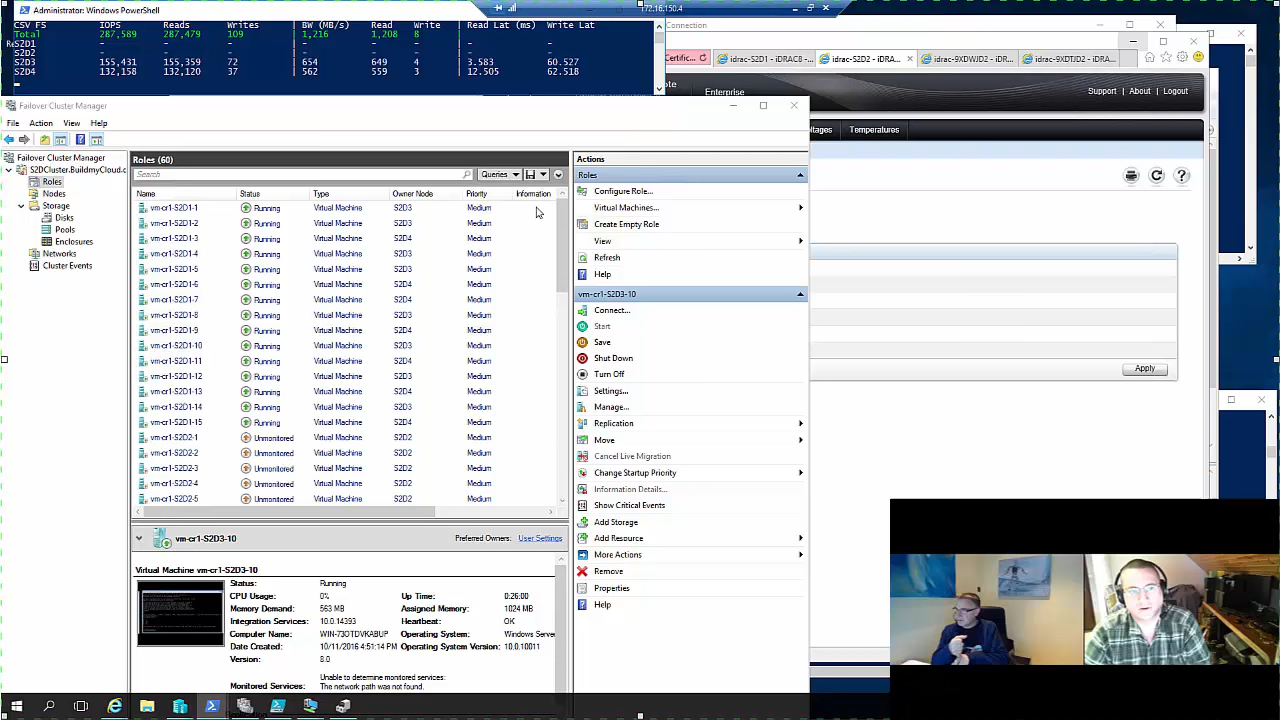 Administrator: Windows PowerShell
172.16.150.4
CSV_FS IOPS Reads Writes | BW (MB/S) Read Write | Read Lat (ms) Write Lat
Total 287,589 287,479 109 | 1,216 1,208 8 |
S2D1 - - - | - - - | - -
S2D2 - - - | - - - | - -
S2D3 155,431 155,359 72 | 654 649 4 | 3.583 60.527
S2D4 132,158 132,120 37 | 562 559 3 | 12.505 62.518
Connection
Certific...
idrac-S2D1 - iDRAC8 -...
idrac-S2D2 - iDRA...
idrac-9XDWJD2 - iDR...
idrac-9XDTJD2 - iDRAC...
Enterprise
Support | About | Logout
ltages
Temperatures
Apply
Failover Cluster Manager
File Action View Help
Failover Cluster Manager
S2DCluster.BuildmyCloud.c
Roles
Nodes
Storage
Disks
Pools
Enclosures
Networks
Cluster Events
Roles (60)
Search
Queries
Name Status Type Owner Node Priority Information
vm-cr1-S2D1-1 Running Virtual Machine S2D3 Medium
vm-cr1-S2D1-2 Running Virtual Machine S2D3 Medium
vm-cr1-S2D1-3 Running Virtual Machine S2D4 Medium
vm-cr1-S2D1-4 Running Virtual Machine S2D3 Medium
vm-cr1-S2D1-5 Running Virtual Machine S2D3 Medium
vm-cr1-S2D1-6 Running Virtual Machine S2D4 Medium
vm-cr1-S2D1-7 Running Virtual Machine S2D4 Medium
vm-cr1-S2D1-8 Running Virtual Machine S2D3 Medium
vm-cr1-S2D1-9 Running Virtual Machine S2D4 Medium
vm-cr1-S2D1-10 Running Virtual Machine S2D3 Medium
vm-cr1-S2D1-11 Running Virtual Machine S2D4 Medium
vm-cr1-S2D1-12 Running Virtual Machine S2D3 Medium
vm-cr1-S2D1-13 Running Virtual Machine S2D4 Medium
vm-cr1-S2D1-14 Running Virtual Machine S2D3 Medium
vm-cr1-S2D1-15 Running Virtual Machine S2D4 Medium
vm-cr1-S2D2-1 Unmonitored Virtual Machine S2D2 Medium
vm-cr1-S2D2-2 Unmonitored Virtual Machine S2D2 Medium
vm-cr1-S2D2-3 Unmonitored Virtual Machine S2D2 Medium
vm-cr1-S2D2-4 Unmonitored Virtual Machine S2D2 Medium
vm-cr1-S2D2-5 Unmonitored Virtual Machine S2D2 Medium
vm-cr1-S2D3-10
Preferred Owners: User Settings
Virtual Machine vm-cr1-S2D3-10
Status: Running
CPU Usage: 0% Up Time: 0:26:00
Memory Demand: 563 MB Assigned Memory: 1024 MB
Integration Services: 10.0.14393 Heartbeat: OK
Computer Name: WIN-73OTDVKABUP Operating System: Windows Serve
Date Created: 10/11/2016 4:51:14 PM Operating System Version: 10.0.10011
Version: 8.0
Monitored Services: Unable to determine monitored services:
The network path was not found.
Actions
Roles
Configure Role...
Virtual Machines...
Create Empty Role
View
Refresh
Help
vm-cr1-S2D3-10
Connect...
Start
Save
Shut Down
Turn Off
Settings...
Manage...
Replication
Move
Cancel Live Migration
Change Startup Priority
Information Details...
Show Critical Events
Add Storage
Add Resource
More Actions
Remove
Properties
Help